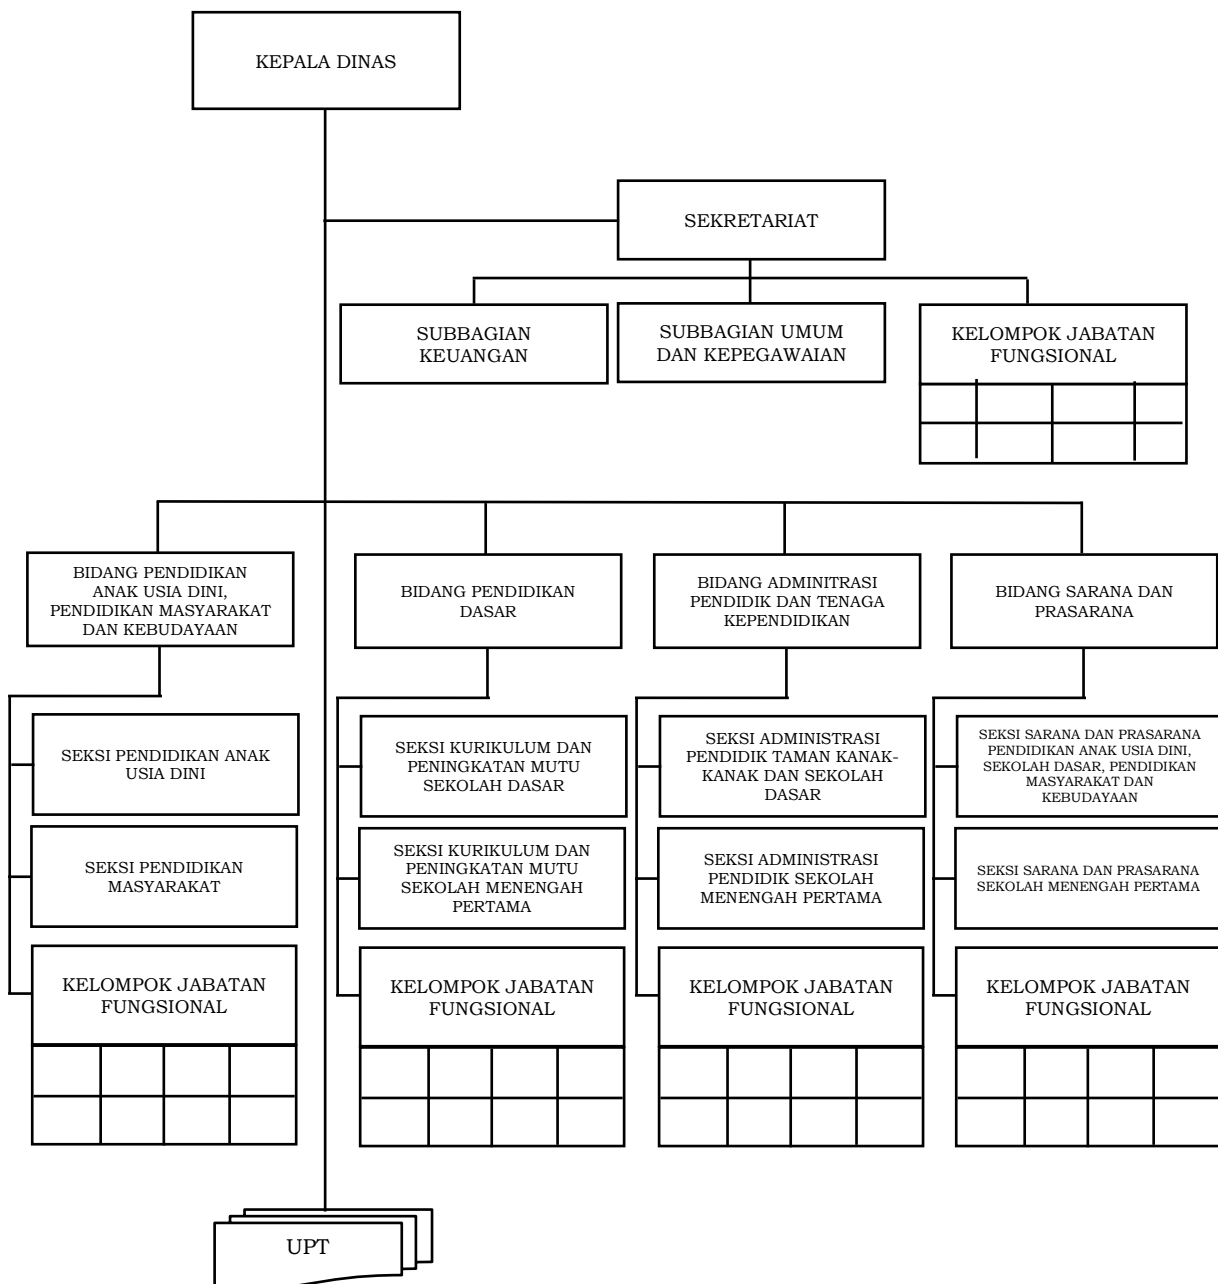 KEPALA DINAS
SEKRETARIAT
SUBBAGIAN
KEUANGAN
SUBBAGIAN UMUM
DAN KEPEGAWAIAN
KELOMPOK JABATAN
FUNGSIONAL
BIDANG PENDIDIKAN
ANAK USIA DINI,
PENDIDIKAN MASYARAKAT
DAN KEBUDAYAAN
BIDANG PENDIDIKAN
DASAR
BIDANG ADMINITRASI
PENDIDIK DAN TENAGA
KEPENDIDIKAN
BIDANG SARANA DAN
PRASARANA
SEKSI PENDIDIKAN ANAK
USIA DINI
SEKSI KURIKULUM DAN
PENINGKATAN MUTU
SEKOLAH DASAR
SEKSI ADMINISTRASI
PENDIDIK TAMAN KANAK-
KANAK DAN SEKOLAH
DASAR
SEKSI SARANA DAN PRASARANA
PENDIDIKAN ANAK USIA DINI,
SEKOLAH DASAR, PENDIDIKAN
MASYARAKAT DAN
KEBUDAYAAN
SEKSI PENDIDIKAN
MASYARAKAT
SEKSI KURIKULUM DAN
PENINGKATAN MUTU
SEKOLAH MENENGAH
PERTAMA
SEKSI ADMINISTRASI
PENDIDIK SEKOLAH
MENENGAH PERTAMA
SEKSI SARANA DAN PRASARANA
SEKOLAH MENENGAH PERTAMA
KELOMPOK JABATAN
FUNGSIONAL
KELOMPOK JABATAN
FUNGSIONAL
KELOMPOK JABATAN
FUNGSIONAL
KELOMPOK JABATAN
FUNGSIONAL
UPT